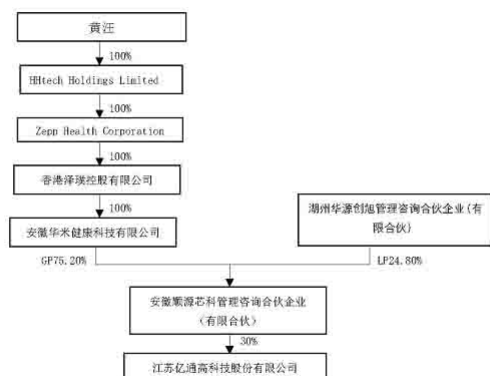 黄汪
100%
HHtech Holdings Limited
100%
Zepp Health Corporation
100%
香港泽璞控股有限公司
100%
安徽华米健康科技有限公司
湖州华源创旭管理咨询合伙企业(有
限合伙)
GP75.20%
LP24.80%
安徽顺源芯科管理咨询合伙企业
（有限合伙）
30%
江苏亿通高科技股份有限公司